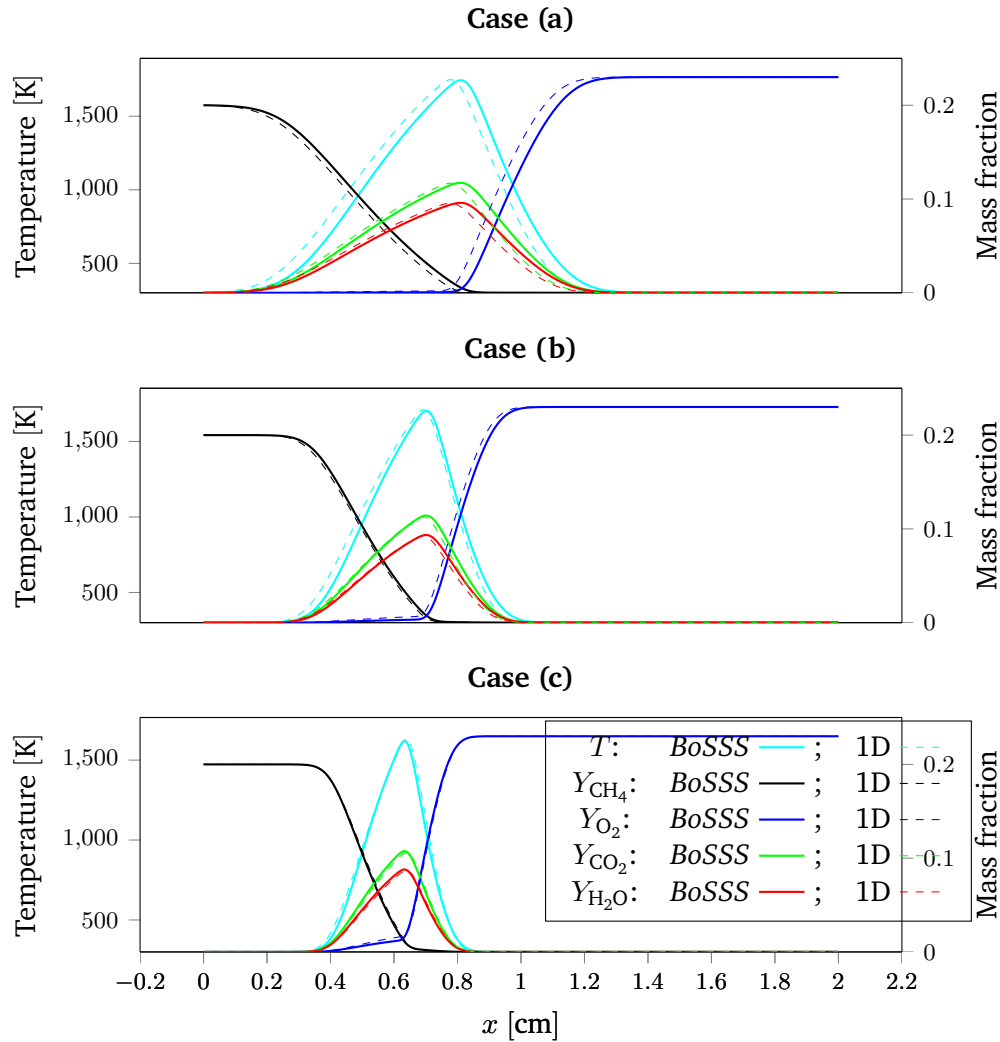 Case (a)
Temperature [K]
1,500
1,000
500
0.2
0.1
0
Mass fraction
Case (b)
Temperature [K]
1,500
1,000
500
0.2
0.1
0
Mass fraction
Case (c)
Temperature [K]
1,500
1,000
500
0.2
0.1
0
Mass fraction
T: BoSSS ; 1D
Y_CH₄: BoSSS ; 1D
Y_O₂: BoSSS ; 1D
Y_CO₂: BoSSS ; 1D
Y_H₂O: BoSSS ; 1D
−0.2 0 0.2 0.4 0.6 0.8 1 1.2 1.4 1.6 1.8 2 2.2
x [cm]